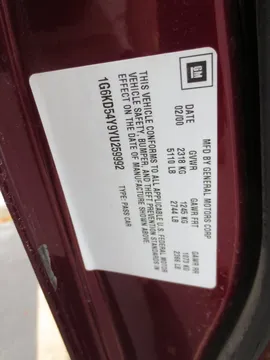 GM
MFD BY GENERAL MOTORS CORP
DATE GVWR GAWR FRT GAWR RR
02/00 2318 KG 1245 KG 1073 KG
5110 LB 2744 LB 2366 LB
THIS VEHICLE CONFORMS TO ALL APPLICABLE U.S. FEDERAL MOTOR
VEHICLE SAFETY, BUMPER, AND THEFT PREVENTION STANDARDS IN
EFFECT ON THE DATE OF MANUFACTURE SHOWN ABOVE.
1G6KD54Y9YU259992 TYPE: PASS CAR